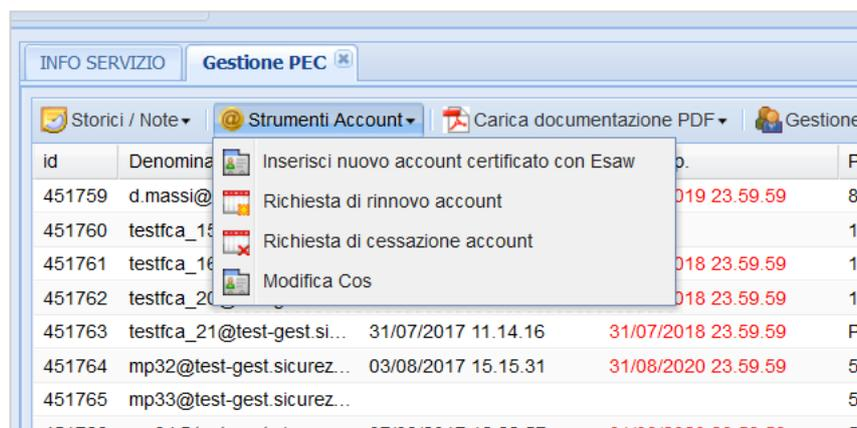 INFO SERVIZIO Gestione PEC
Storici / Note Strumenti Account Carica documentazione PDF Gestione
id Denomina p.
Inserisci nuovo account certificato con Esaw
451759 d.massi@ 019 23.59.59 8
Richiesta di rinnovo account
451760 testfca_15 1
Richiesta di cessazione account
451761 testfca_16 018 23.59.59 1
Modifica Cos
451762 testfca_20 018 23.59.59 1
451763 testfca_21@test-gest.si... 31/07/2017 11.14.16 31/07/2018 23.59.59
451764 mp32@test-gest.sicurez... 03/08/2017 15.15.31 31/08/2020 23.59.59 5
451765 mp33@test-gest.sicurez... 5